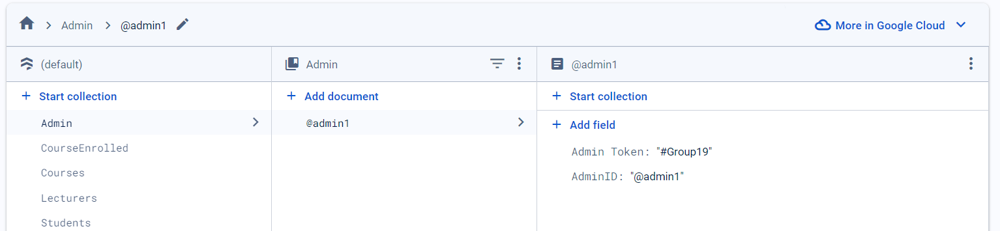 Admin @admin1 More in Google Cloud
(default) Admin @admin1
Start collection Add document Start collection
Admin @admin1 Add field
CourseEnrolled Admin Token: "#Group19"
Courses AdminID: "@admin1"
Lecturers
Students